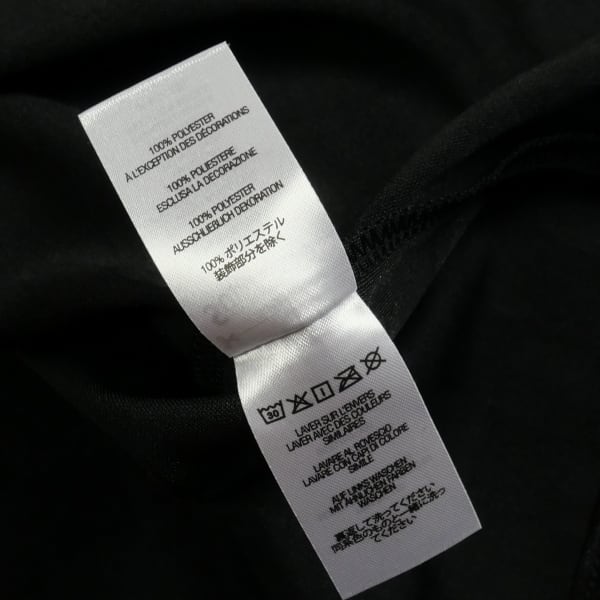 100% POLYESTER
À L'EXCEPTION DES DÉCORATIONS
100% POLIESTERE
ESCLUSA LA DECORAZIONE
100% POLYESTER
AUSSCHLIEBLICH DEKORATION
100% ポリエステル
装飾部分を除く
30
LAVER SUR L'ENVERS
LAVER AVEC DES COULEURS
SIMILAIRES
LAVARE AL ROVESCIO
LAVARE CON CAPI DI COLORE
SIMILE
AUF LINKS WASCHEN
MIT ÄHNLICHEN FARBEN
WASCHEN
裏返して洗ってください
同系色のものと一緒に洗っ
てください